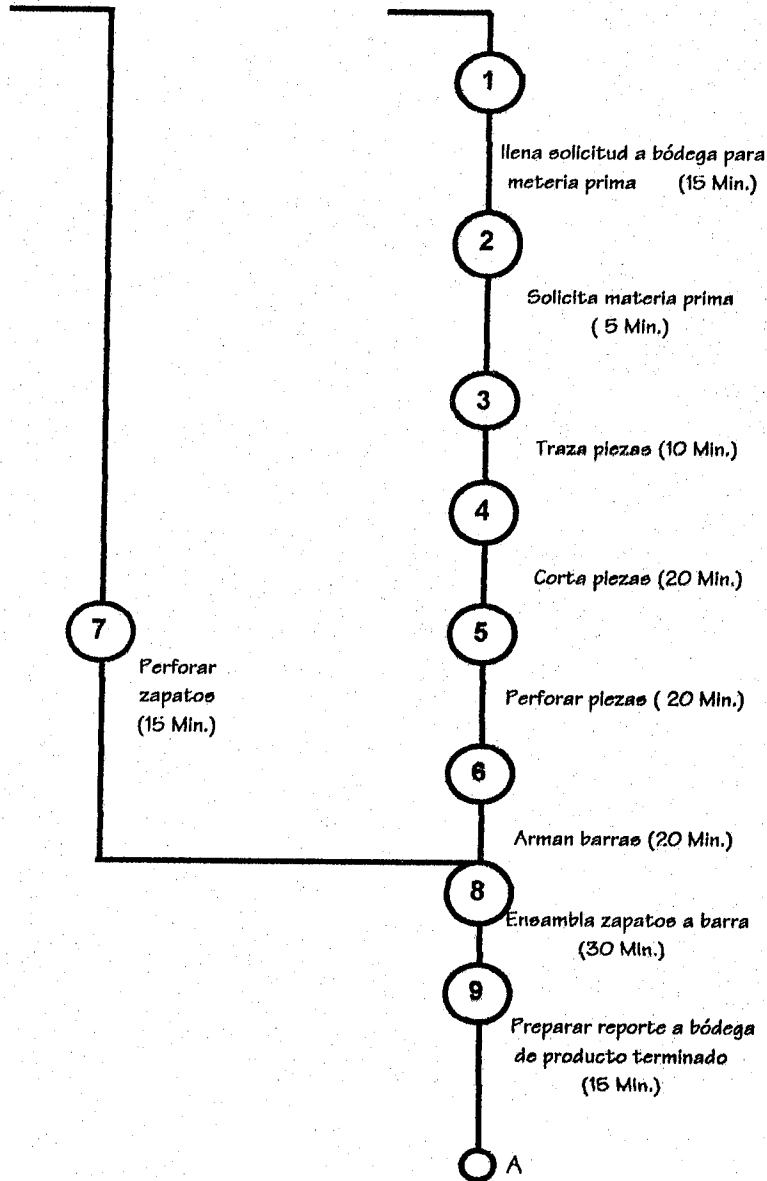 1
llena solicitud a bódega para
meteria prima (15 Min.)
2
Solicita materia prima
( 5 Min.)
3
Traza piezas (10 Min.)
4
Corta piezas (20 Min.)
5
Perforar piezas ( 20 Min.)
6
Arman barras (20 Min.)
7
Perforar
zapatos
(15 Min.)
8
Ensambla zapatos a barra
(30 Min.)
9
Preparar reporte a bódega
de producto terminado
(15 Min.)
A